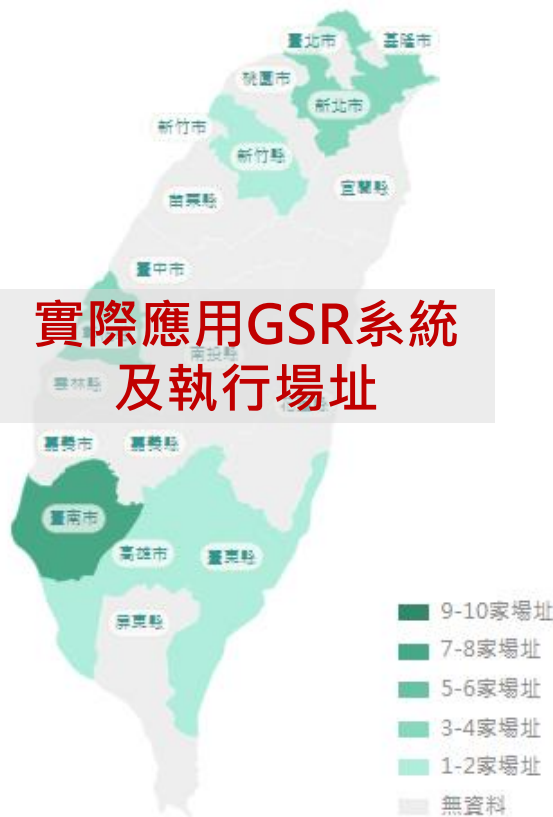 臺北市
基隆市
桃園市
新北市
新竹市
新竹縣
宜蘭縣
苗栗縣
臺中市
實際應用GSR系統
及執行場址
南投縣
雲林縣
嘉義市
嘉義縣
臺南市
高雄市
臺東縣
屏東縣
9-10家場址
7-8家場址
5-6家場址
3-4家場址
1-2家場址
無資料